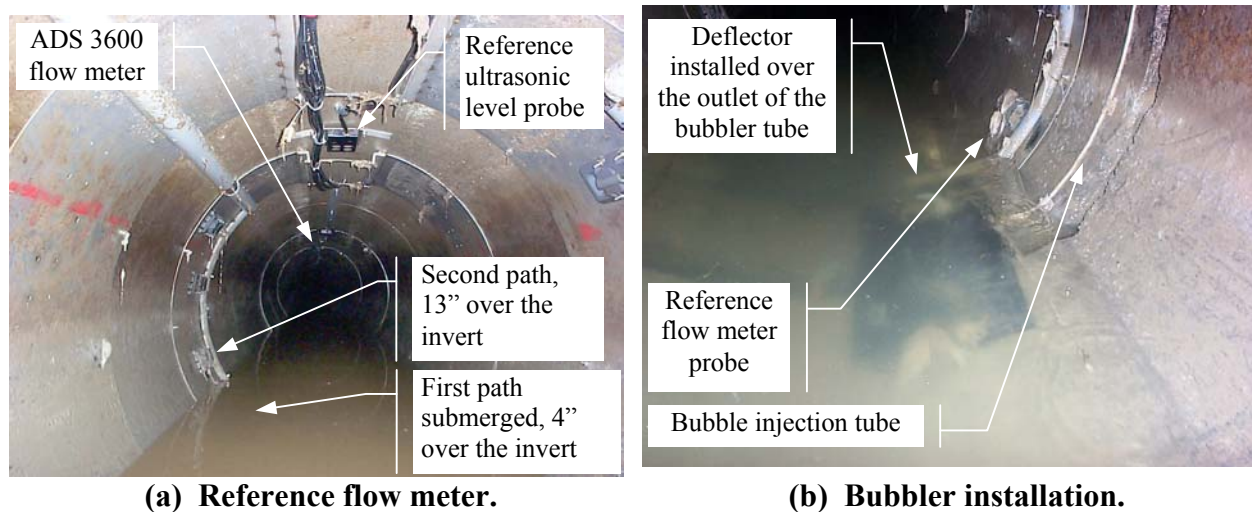 ADS 3600
flow meter
Reference
ultrasonic
level probe
Second path,
13” over the
invert
First path
submerged, 4”
over the invert
(a) Reference flow meter.
Deflector
installed over
the outlet of the
bubbler tube
Reference
flow meter
probe
Bubble injection tube
(b) Bubbler installation.